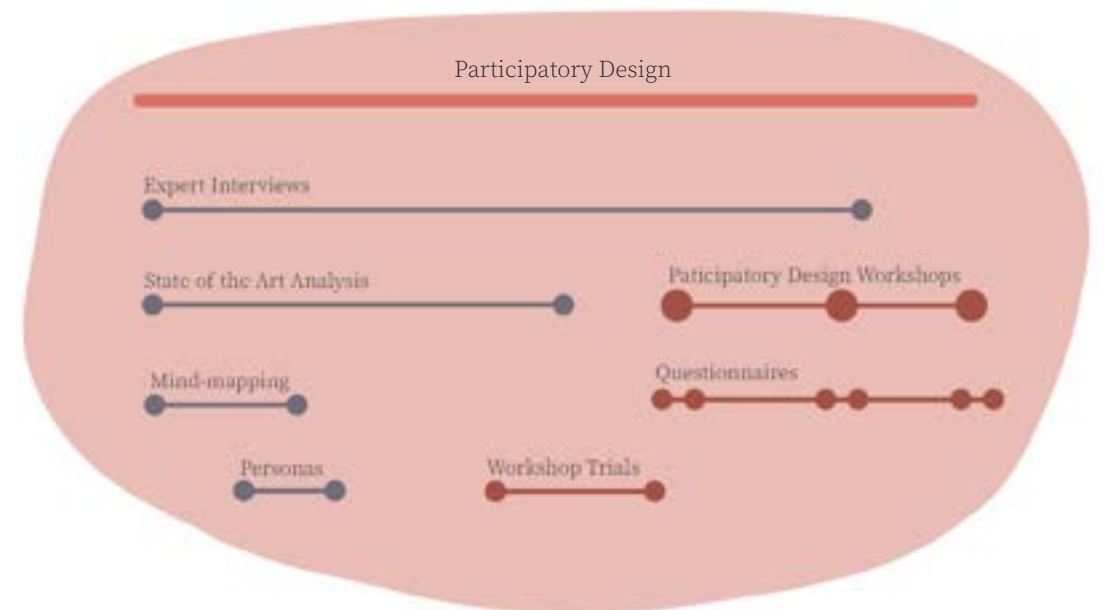 Participatory Design
Expert Interviews
State of the Art Analysis
Paticipatory Design Workshops
Mind-mapping
Questionnaires
Personas
Workshop Trials